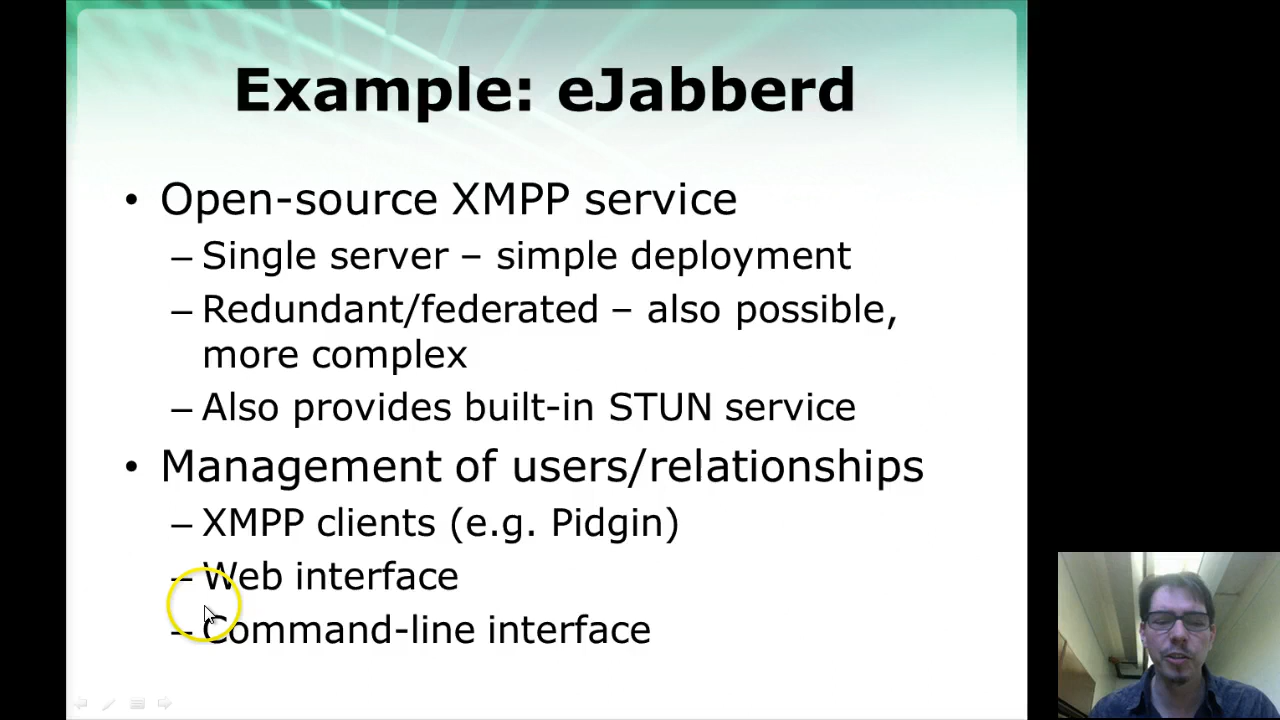 Example: eJabberd
• Open-source XMPP service
– Single server – simple deployment
– Redundant/federated – also possible,
more complex
– Also provides built-in STUN service
• Management of users/relationships
– XMPP clients (e.g. Pidgin)
– Web interface
– Command-line interface